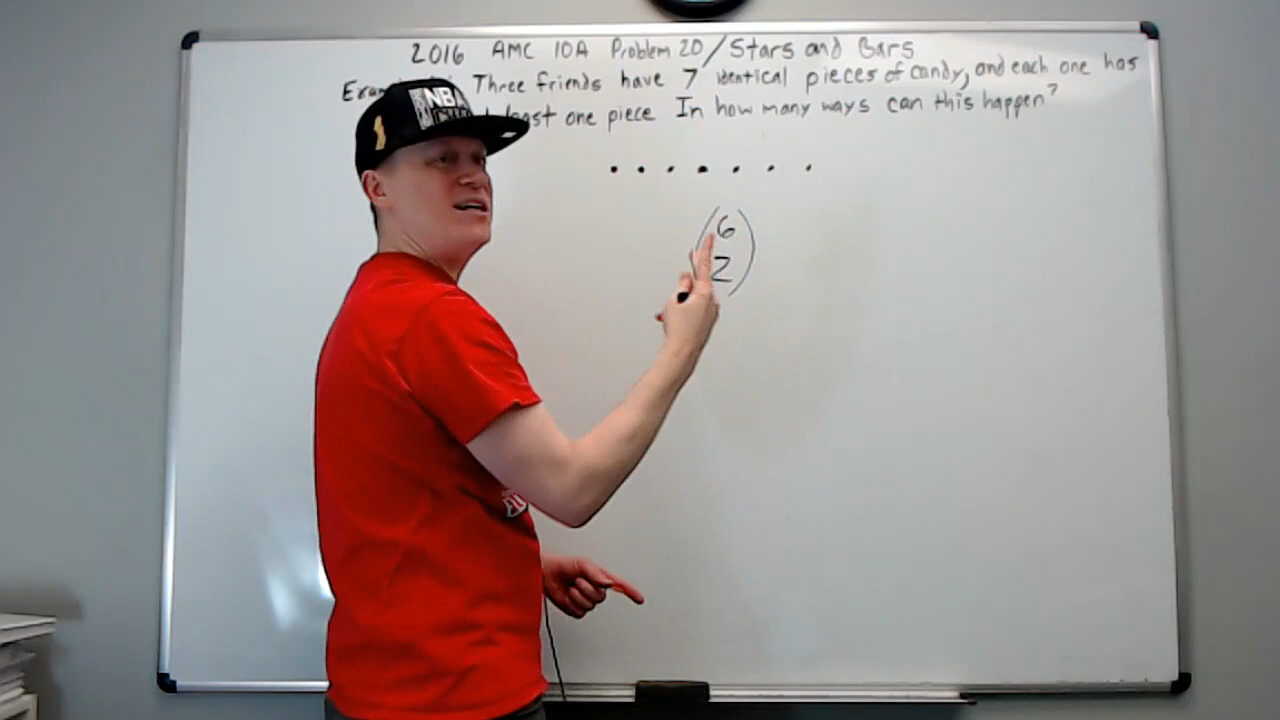 2016 AMC 10A Problem 20/Stars and Bars
Three friends have 7 identical pieces of candy, and each one has
least one piece. In how many ways can this happen?
6
2
NBA